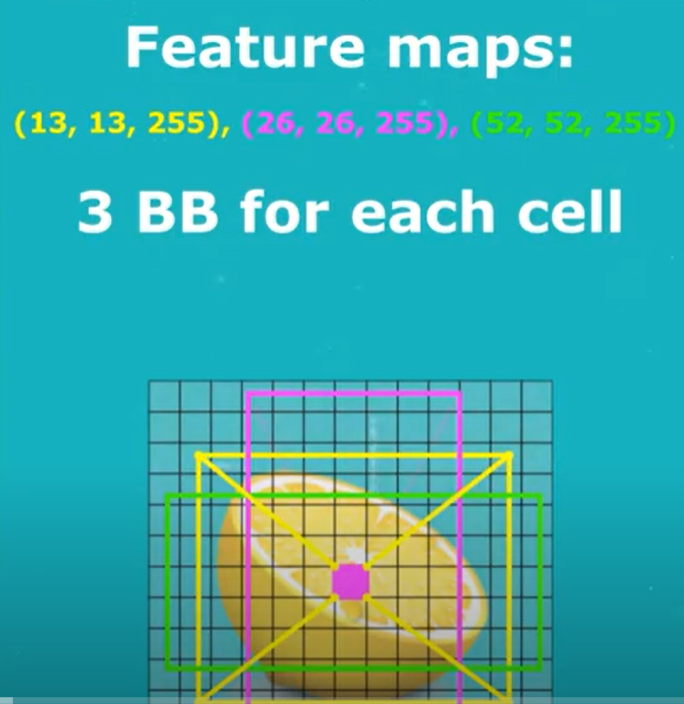 Feature maps:
(13, 13, 255), (26, 26, 255), (52, 52, 255)
3 BB for each cell